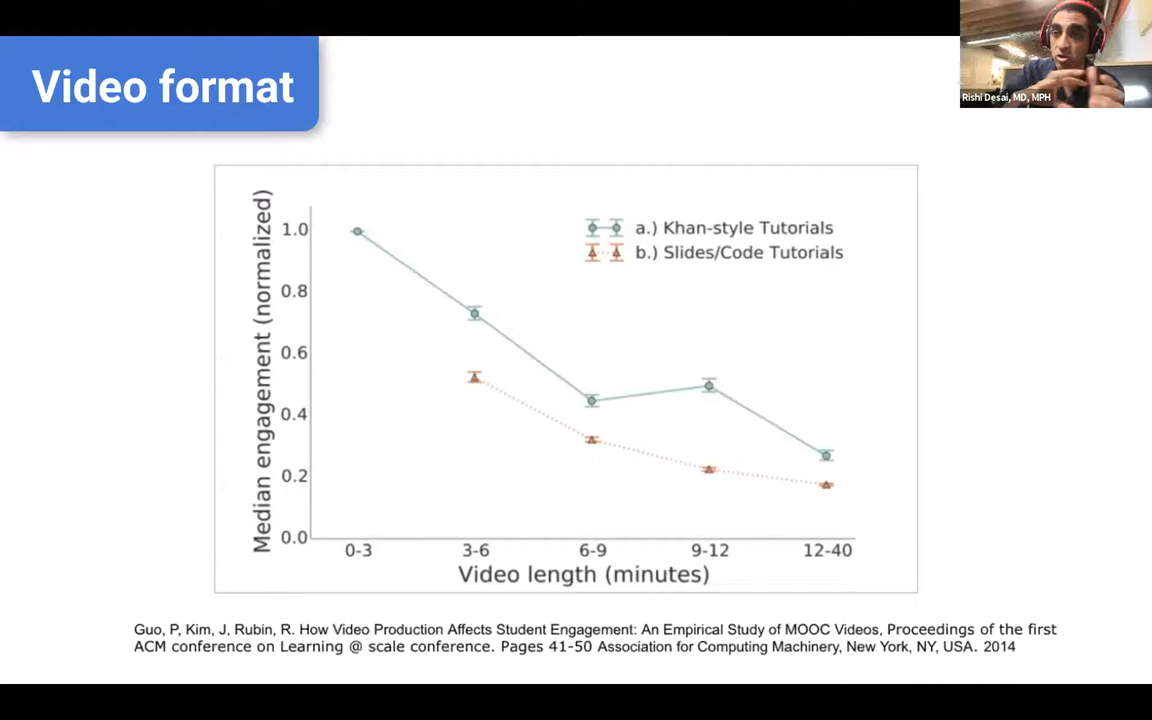 Video format
Rishi Desai, MD, MPH
Median engagement (normalized)
1.0
0.8
0.6
0.4
0.2
0.0
a.) Khan-style Tutorials
b.) Slides/Code Tutorials
0-3 3-6 6-9 9-12 12-40
Video length (minutes)
Guo, P, Kim, J, Rubin, R. How Video Production Affects Student Engagement: An Empirical Study of MOOC Videos, Proceedings of the first
ACM conference on Learning @ scale conference. Pages 41-50 Association for Computing Machinery, New York, NY, USA. 2014